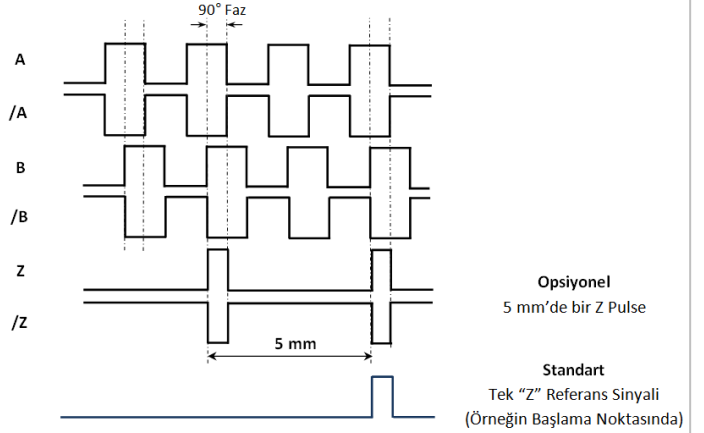 90° Faz
A
/A
B
/B
Z
/Z
5 mm
Opsiyonel
5 mm'de bir Z Pulse
Standart
Tek “Z” Referans Sinyali
(Örneğin Başlama Noktasında)